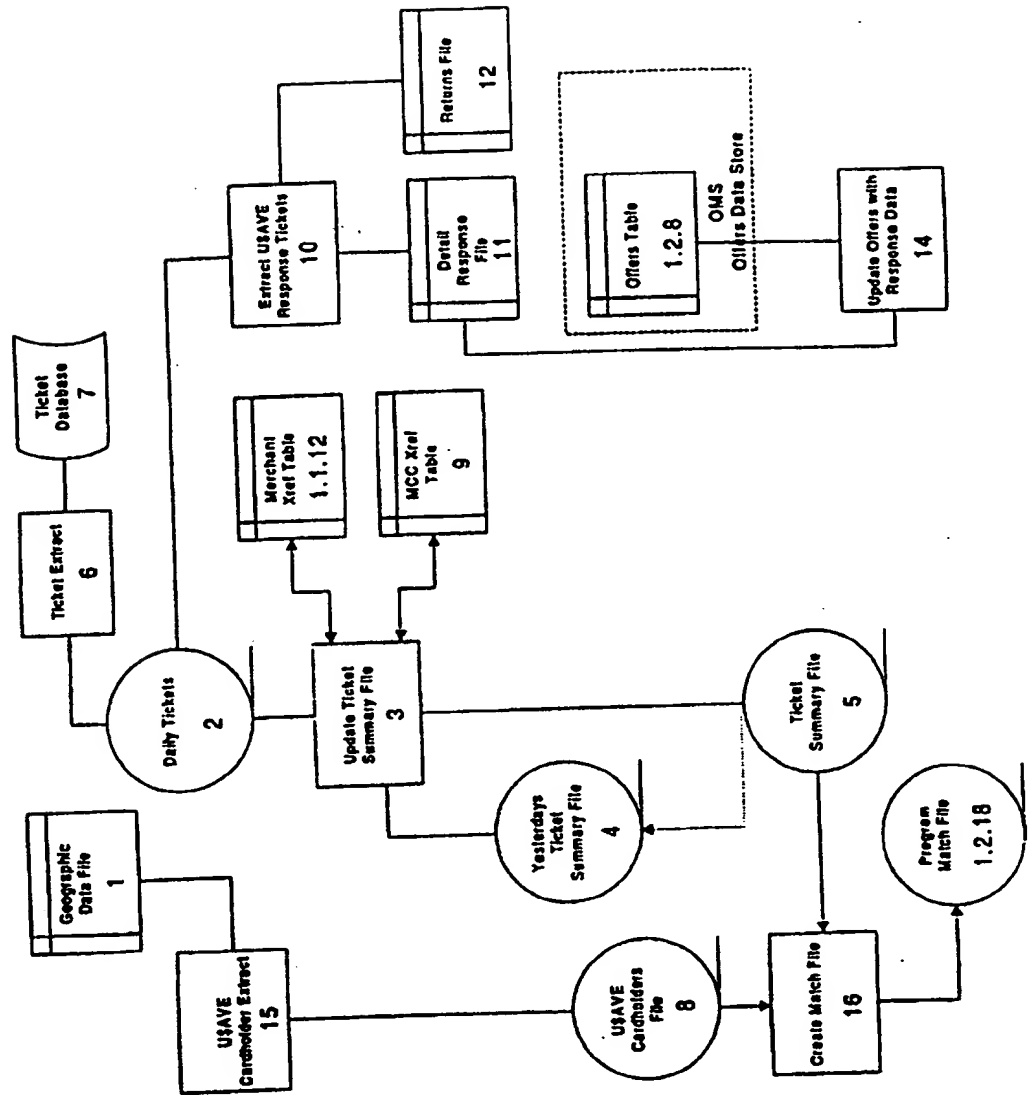 Ticket
Database
7
Ticket Extract
6
Daily Tickets
2
Geographic
Data File
1
U$AVE
Cardholder Extract
15
Update Ticket
Summary File
3
Merchant
Xref Table
1.1.12
MCC Xref
Table
9
Extract U$AVE
Response Tickets
10
Returns File
12
Detail
Response
File
11
Offers Table
1.2.8
OMS
Offers Data Store
Update Offers with
Response Data
14
Yesterdays
Ticket
Summary File
4
Ticket
Summary File
5
U$AVE
Cardholders
File
8
Create Match File
16
Program
Match File
1.2.18